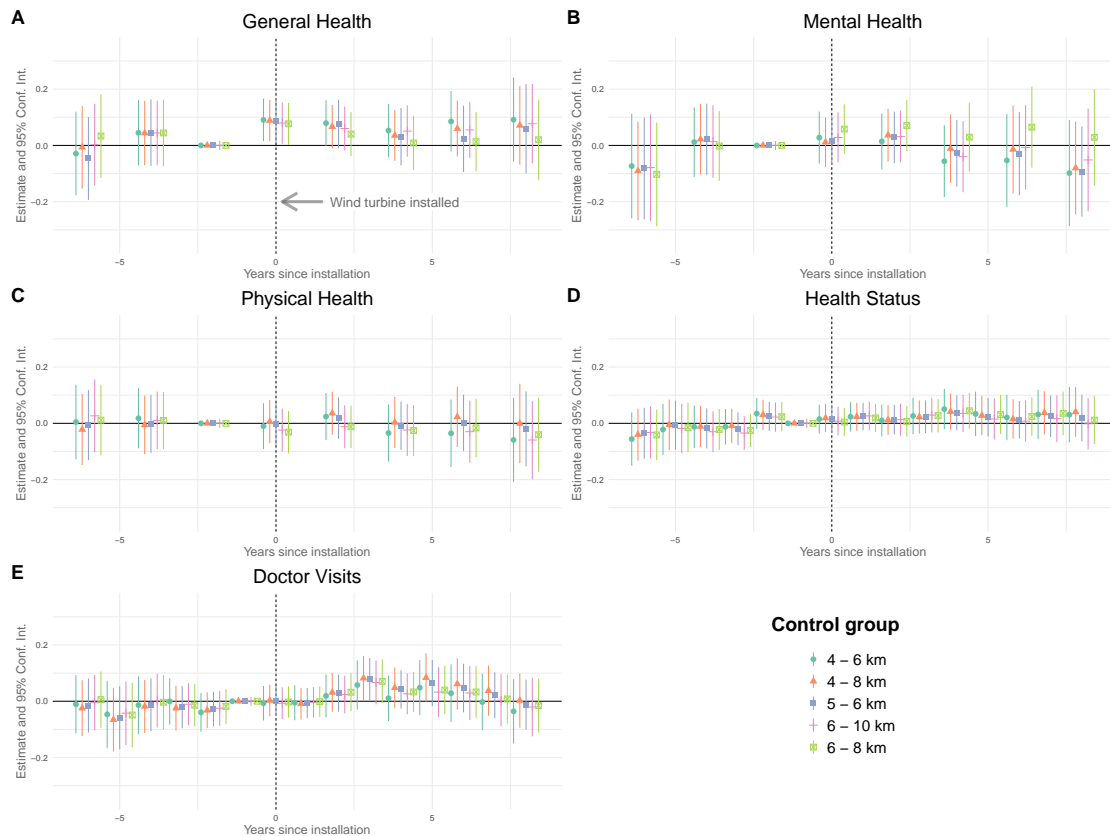 A
General Health
Estimate and 95% Conf. Int.
0.2
0.0
−0.2
Wind turbine installed
−5
0
5
Years since installation
B
Mental Health
Estimate and 95% Conf. Int.
0.2
0.0
−0.2
−5
0
5
Years since installation
C
Physical Health
Estimate and 95% Conf. Int.
0.2
0.0
−0.2
−5
0
5
Years since installation
D
Health Status
Estimate and 95% Conf. Int.
0.2
0.0
−0.2
−5
0
5
Years since installation
E
Doctor Visits
Estimate and 95% Conf. Int.
0.2
0.0
−0.2
−5
0
5
Years since installation
Control group
4 − 6 km
4 − 8 km
5 − 6 km
6 − 10 km
6 − 8 km